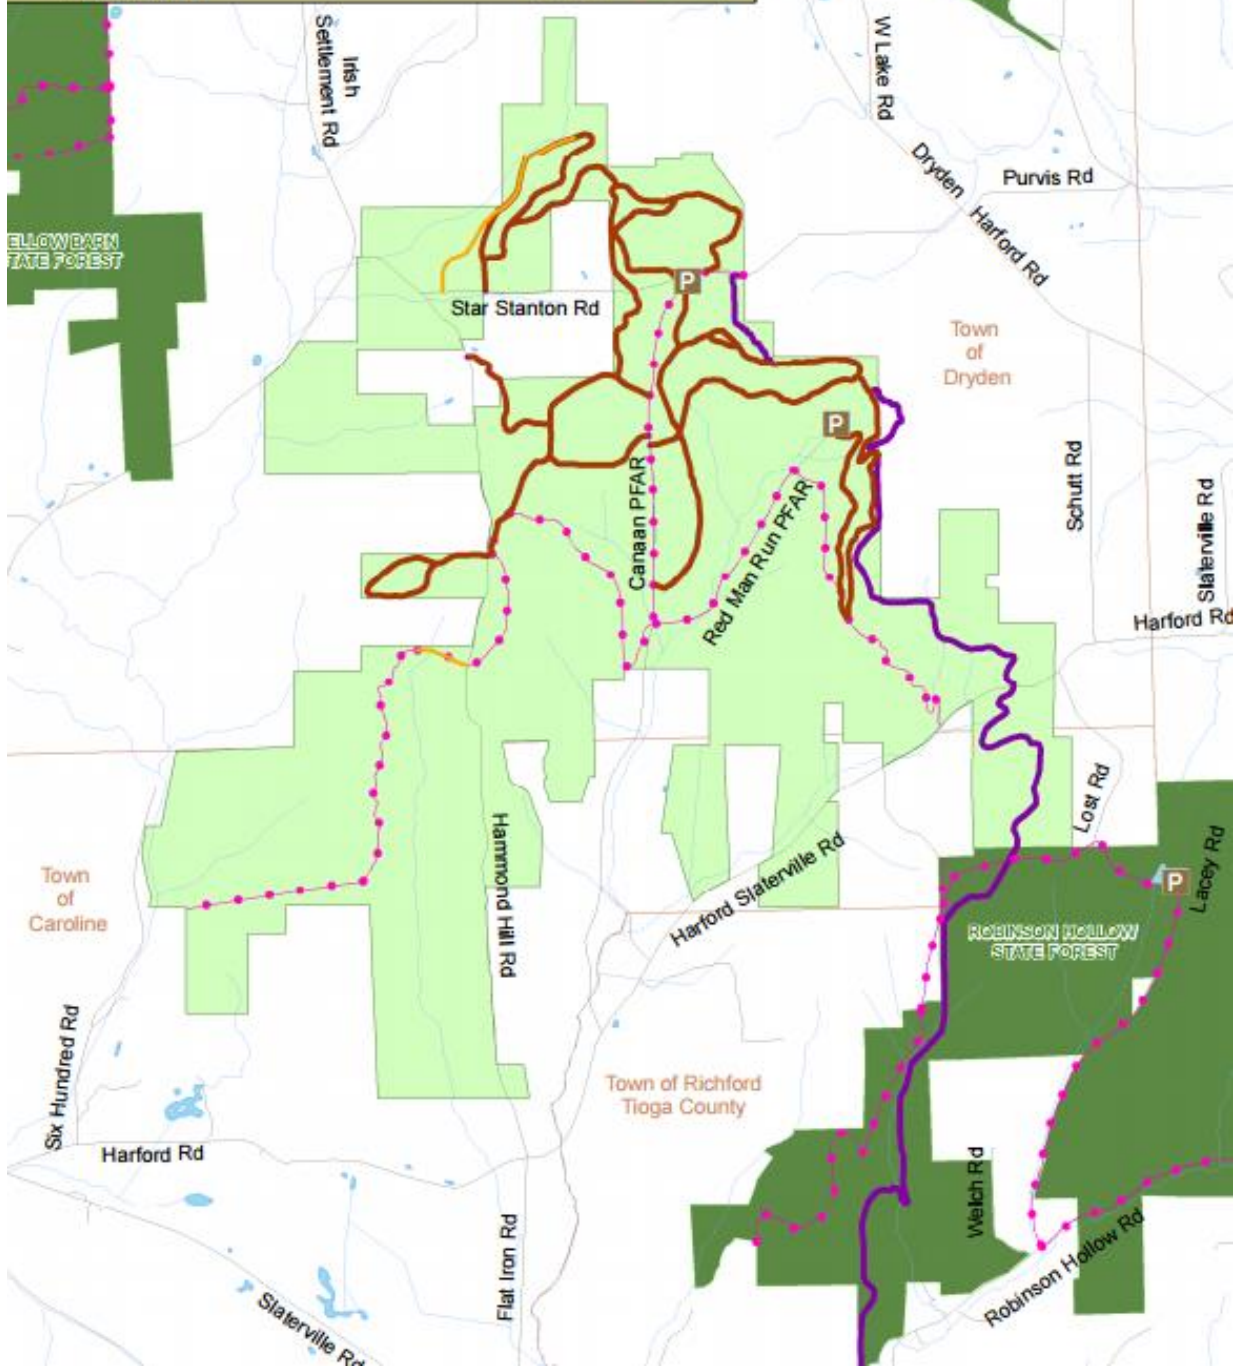 Irish
Settlement Rd
W Lake Rd
Dryden Harford Rd
Purvis Rd
ELLOW BARN
TATE FOREST
P
Star Stanton Rd
Town
of
Dryden
P
Schutt Rd
Slaterville Rd
Canaan PFAR
Red Man Run PFAR
Harford Rd
Lost Rd
Hammond Hill Rd
Harford Slaterville Rd
Lacey Rd
P
Town
of
Caroline
ROBINSON HOLLOW
STATE FOREST
Six Hundred Rd
Town of Richford
Tioga County
Harford Rd
Welch Rd
Flat Iron Rd
Robinson Hollow Rd
Slaterville Rd